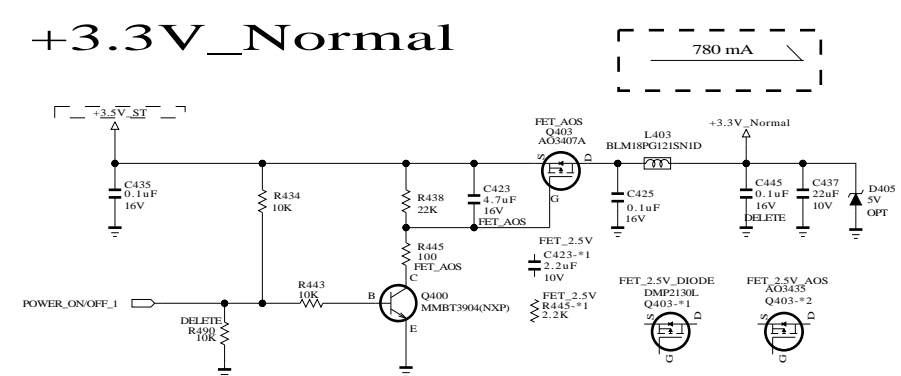 +3.3V_Normal
780 mA
+3.5V_ST
FET_AOS
Q403
AO3407A
S
D
G
L403
BLM18PG121SN1D
+3.3V_Normal
C435
0.1uF
16V
R434
10K
R438
22K
C423
4.7uF
16V
FET_AOS
C425
0.1uF
16V
C445
0.1uF
16V
DELETE
C437
22uF
10V
D405
5V
OPT
R445
100
FET_AOS
FET_2.5V
C423-*1
2.2uF
10V
POWER_ON/OFF_1
R443
10K
B
C
E
Q400
MMBT3904(NXP)
FET_2.5V
R445-*1
2.2K
DELETE
R490
10K
FET_2.5V_DIODE
DMP2130L
Q403-*1
S
D
G
FET_2.5V_AOS
AO3435
Q403-*2
S
D
G